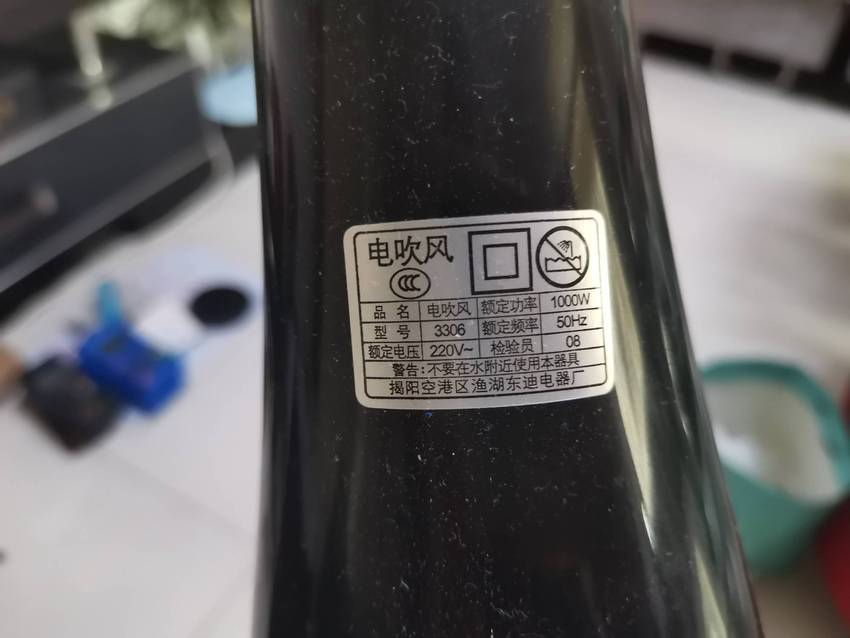 电吹风
CCC
品 名 电吹风 额定功率 1000W
型 号 3306 额定频率 50Hz
额定电压 220V~ 检验员 08
警告:不要在水附近使用本器具
揭阳空港区渔湖东迪电器厂